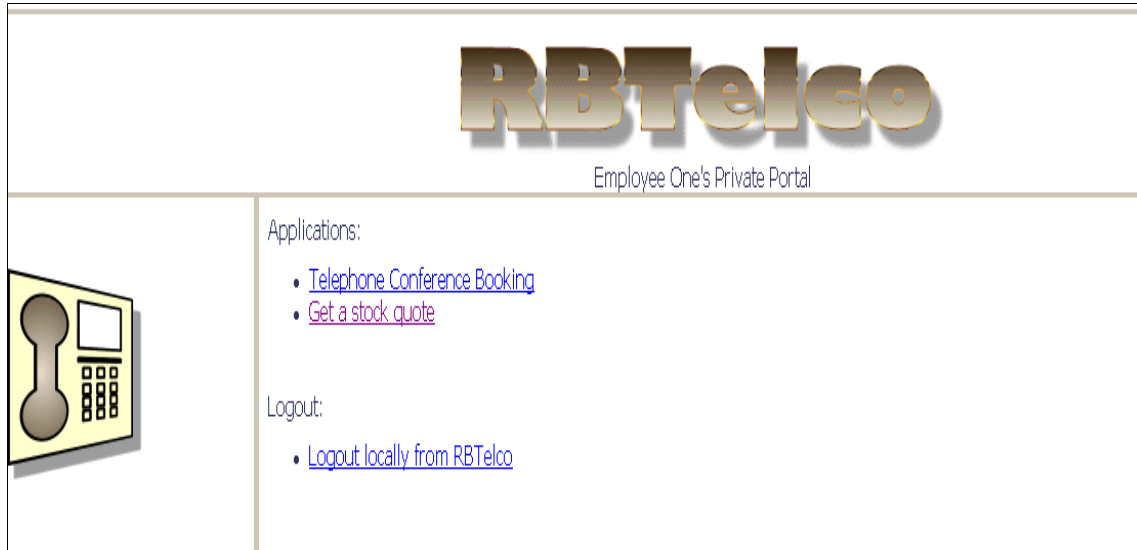 RBTelco
Employee One's Private Portal
Applications:
Telephone Conference Booking
Get a stock quote
Logout:
Logout locally from RBTelco